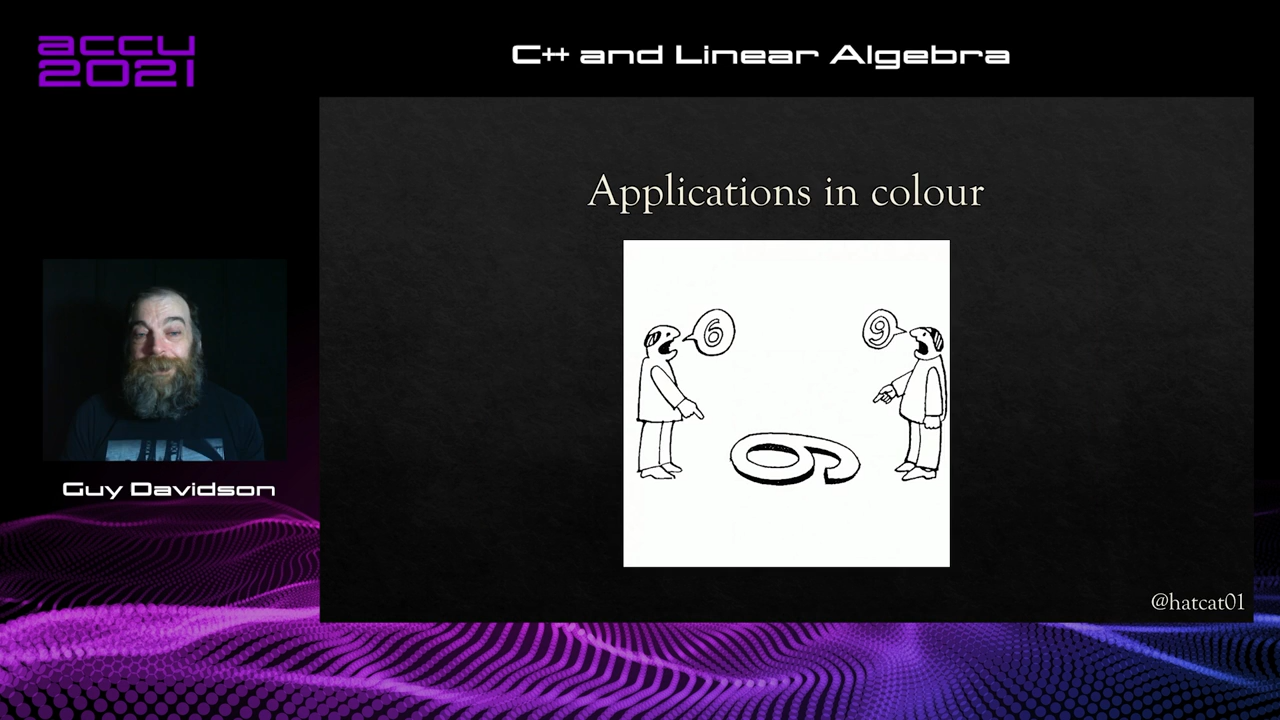 accu
2021
C++ and Linear Algebra
Applications in colour
6
9
6
Guy Davidson
@hatcat01